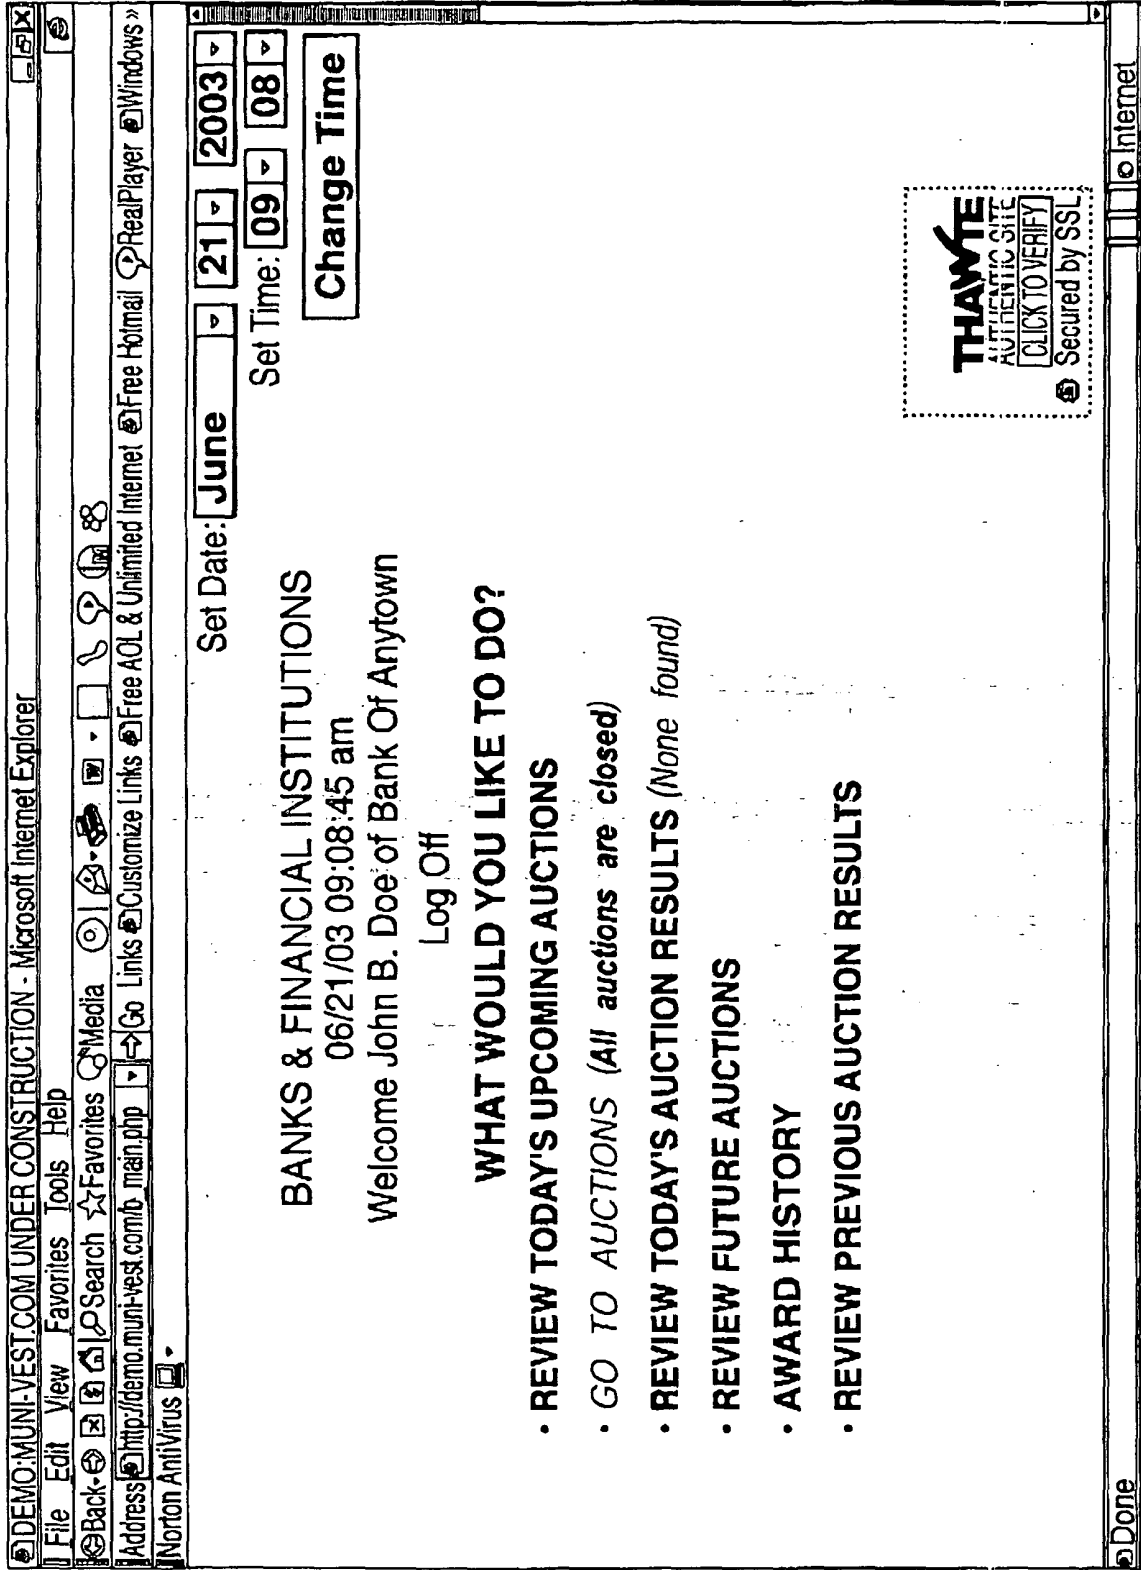 DEMO:MUNI-VEST.COM UNDER CONSTRUCTION - Microsoft Internet Explorer
File Edit View Favorites Tools Help
Back Search Favorites Media
Address http://demo.muni-vest.com/b_main.php Go Links Customize Links Free AOL & Unlimited Internet Free Hotmail RealPlayer Windows »
Norton AntiVirus
Set Date: June 21 2003
Set Time: 09 08
Change Time
BANKS & FINANCIAL INSTITUTIONS
06/21/03 09:08:45 am
Welcome John B. Doe of Bank Of Anytown
Log Off
WHAT WOULD YOU LIKE TO DO?
• REVIEW TODAY'S UPCOMING AUCTIONS
• GO TO AUCTIONS (All auctions are closed)
• REVIEW TODAY'S AUCTION RESULTS (None found)
• REVIEW FUTURE AUCTIONS
• AWARD HISTORY
• REVIEW PREVIOUS AUCTION RESULTS
THAWTE
AUTHENTIC SITE
CLICK TO VERIFY
Secured by SSL
Done Internet